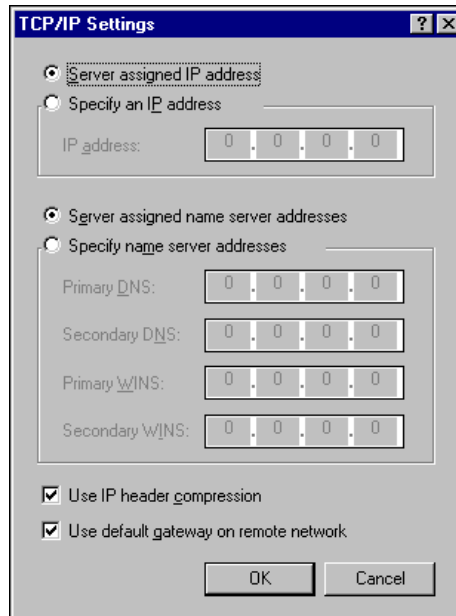 TCP/IP Settings
Server assigned IP address
Specify an IP address
IP address: 0 . 0 . 0 . 0
Server assigned name server addresses
Specify name server addresses
Primary DNS: 0 . 0 . 0 . 0
Secondary DNS: 0 . 0 . 0 . 0
Primary WINS: 0 . 0 . 0 . 0
Secondary WINS: 0 . 0 . 0 . 0
Use IP header compression
Use default gateway on remote network
OK Cancel